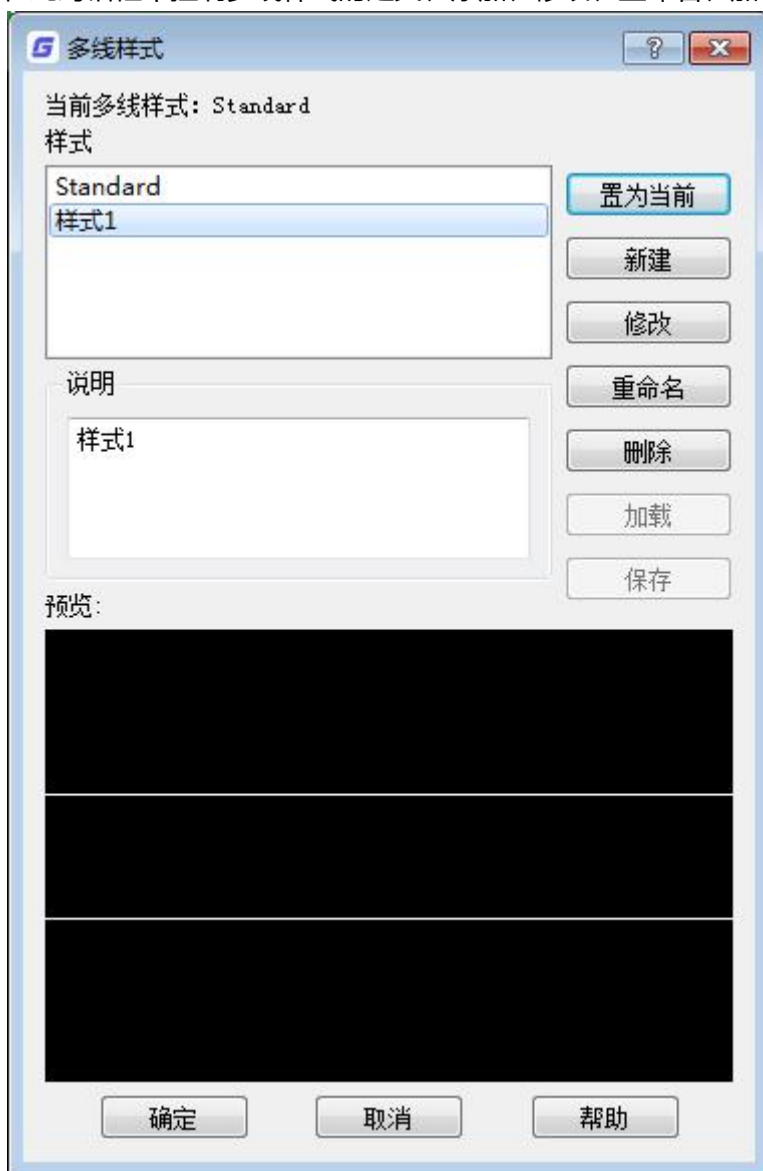 多线样式
当前多线样式: Standard
样式
Standard
样式1
置为当前
新建
修改
说明
重命名
样式1
删除
加载
保存
预览:
确定
取消
帮助